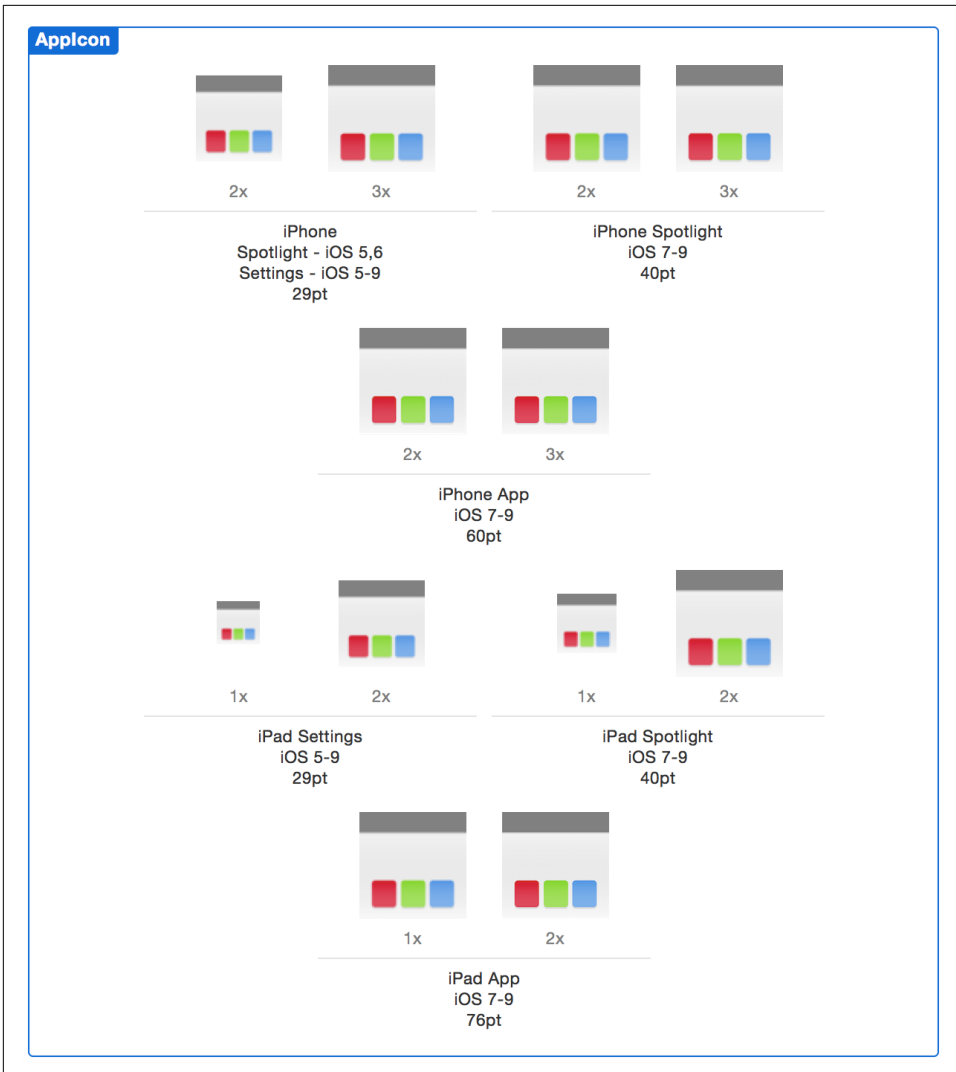 AppIcon
2x 3x 2x 3x
iPhone
Spotlight - iOS 5,6
Settings - iOS 5-9
29pt
iPhone Spotlight
iOS 7-9
40pt
2x 3x
iPhone App
iOS 7-9
60pt
1x 2x 1x 2x
iPad Settings
iOS 5-9
29pt
iPad Spotlight
iOS 7-9
40pt
1x 2x
iPad App
iOS 7-9
76pt